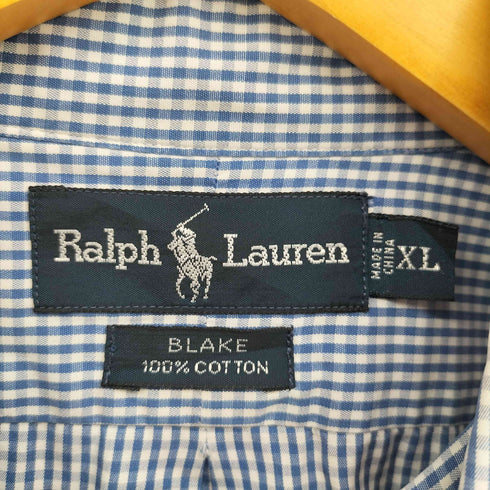 Ralph Lauren
MADE IN
CHINA
XL
BLAKE
100% COTTON